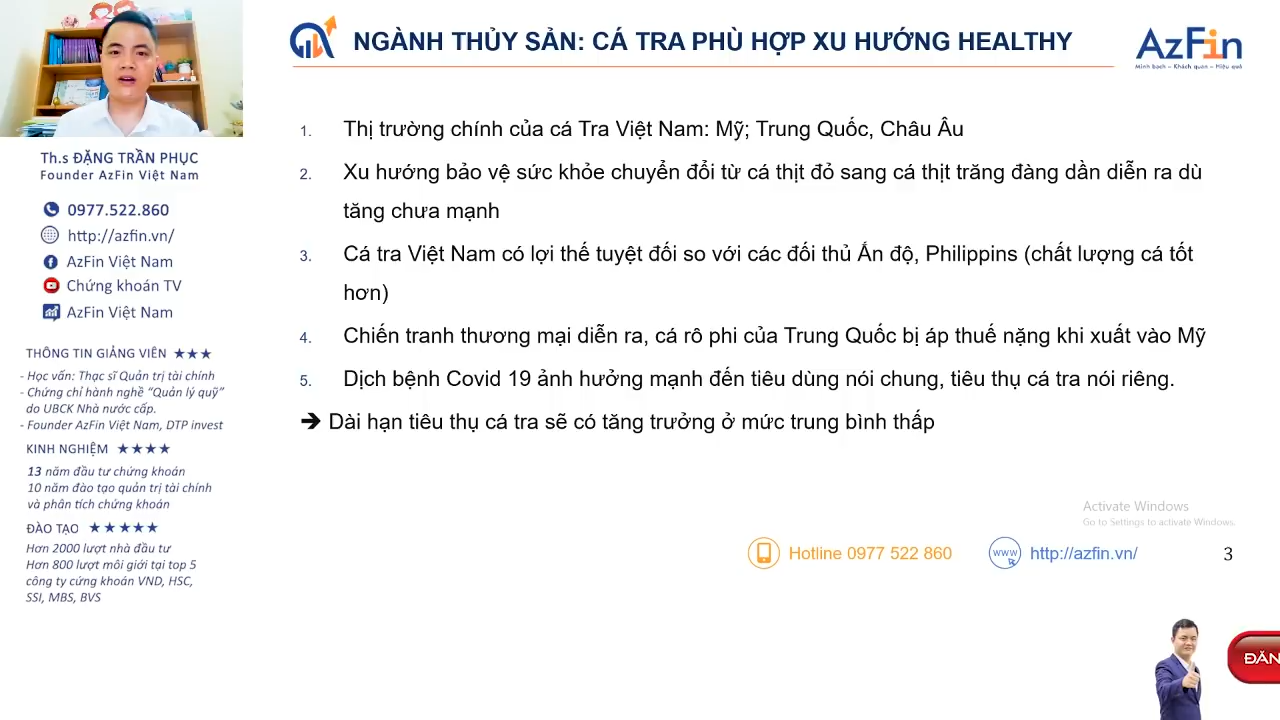 NGÀNH THỦY SẢN: CÁ TRA PHÙ HỢP XU HƯỚNG HEALTHY
AzFin
Minh bạch – Khách quan – Hiệu quả
Th.s ĐẶNG TRẦN PHỤC
Founder AzFin Việt Nam
0977.522.860
http://azfin.vn/
AzFin Việt Nam
Chứng khoán TV
AzFin Việt Nam
THÔNG TIN GIẢNG VIÊN ★★★
- Học vấn: Thạc sĩ Quản trị tài chính
- Chứng chỉ hành nghề “Quản lý quỹ”
do UBCK Nhà nước cấp.
- Founder AzFin Việt Nam, DTP invest
KINH NGHIỆM ★★★★
13 năm đầu tư chứng khoán
10 năm đào tạo quản trị tài chính
và phân tích chứng khoán
ĐÀO TẠO ★★★★★
Hơn 2000 lượt nhà đầu tư
Hơn 800 lượt môi giới tại top 5
công ty cứng khoán VND, HSC,
SSI, MBS, BVS
1. Thị trường chính của cá Tra Việt Nam: Mỹ; Trung Quốc, Châu Âu
2. Xu hướng bảo vệ sức khỏe chuyển đổi từ cá thịt đỏ sang cá thịt trăng đàng dần diễn ra dù
tăng chưa mạnh
3. Cá tra Việt Nam có lợi thế tuyệt đối so với các đối thủ Ấn độ, Philippins (chất lượng cá tốt
hơn)
4. Chiến tranh thương mại diễn ra, cá rô phi của Trung Quốc bị áp thuế nặng khi xuất vào Mỹ
5. Dịch bệnh Covid 19 ảnh hưởng mạnh đến tiêu dùng nói chung, tiêu thụ cá tra nói riêng.
➔ Dài hạn tiêu thụ cá tra sẽ có tăng trưởng ở mức trung bình thấp
Activate Windows
Go to Settings to activate Windows.
Hotline 0977 522 860
www
http://azfin.vn/
3
ĐĂN